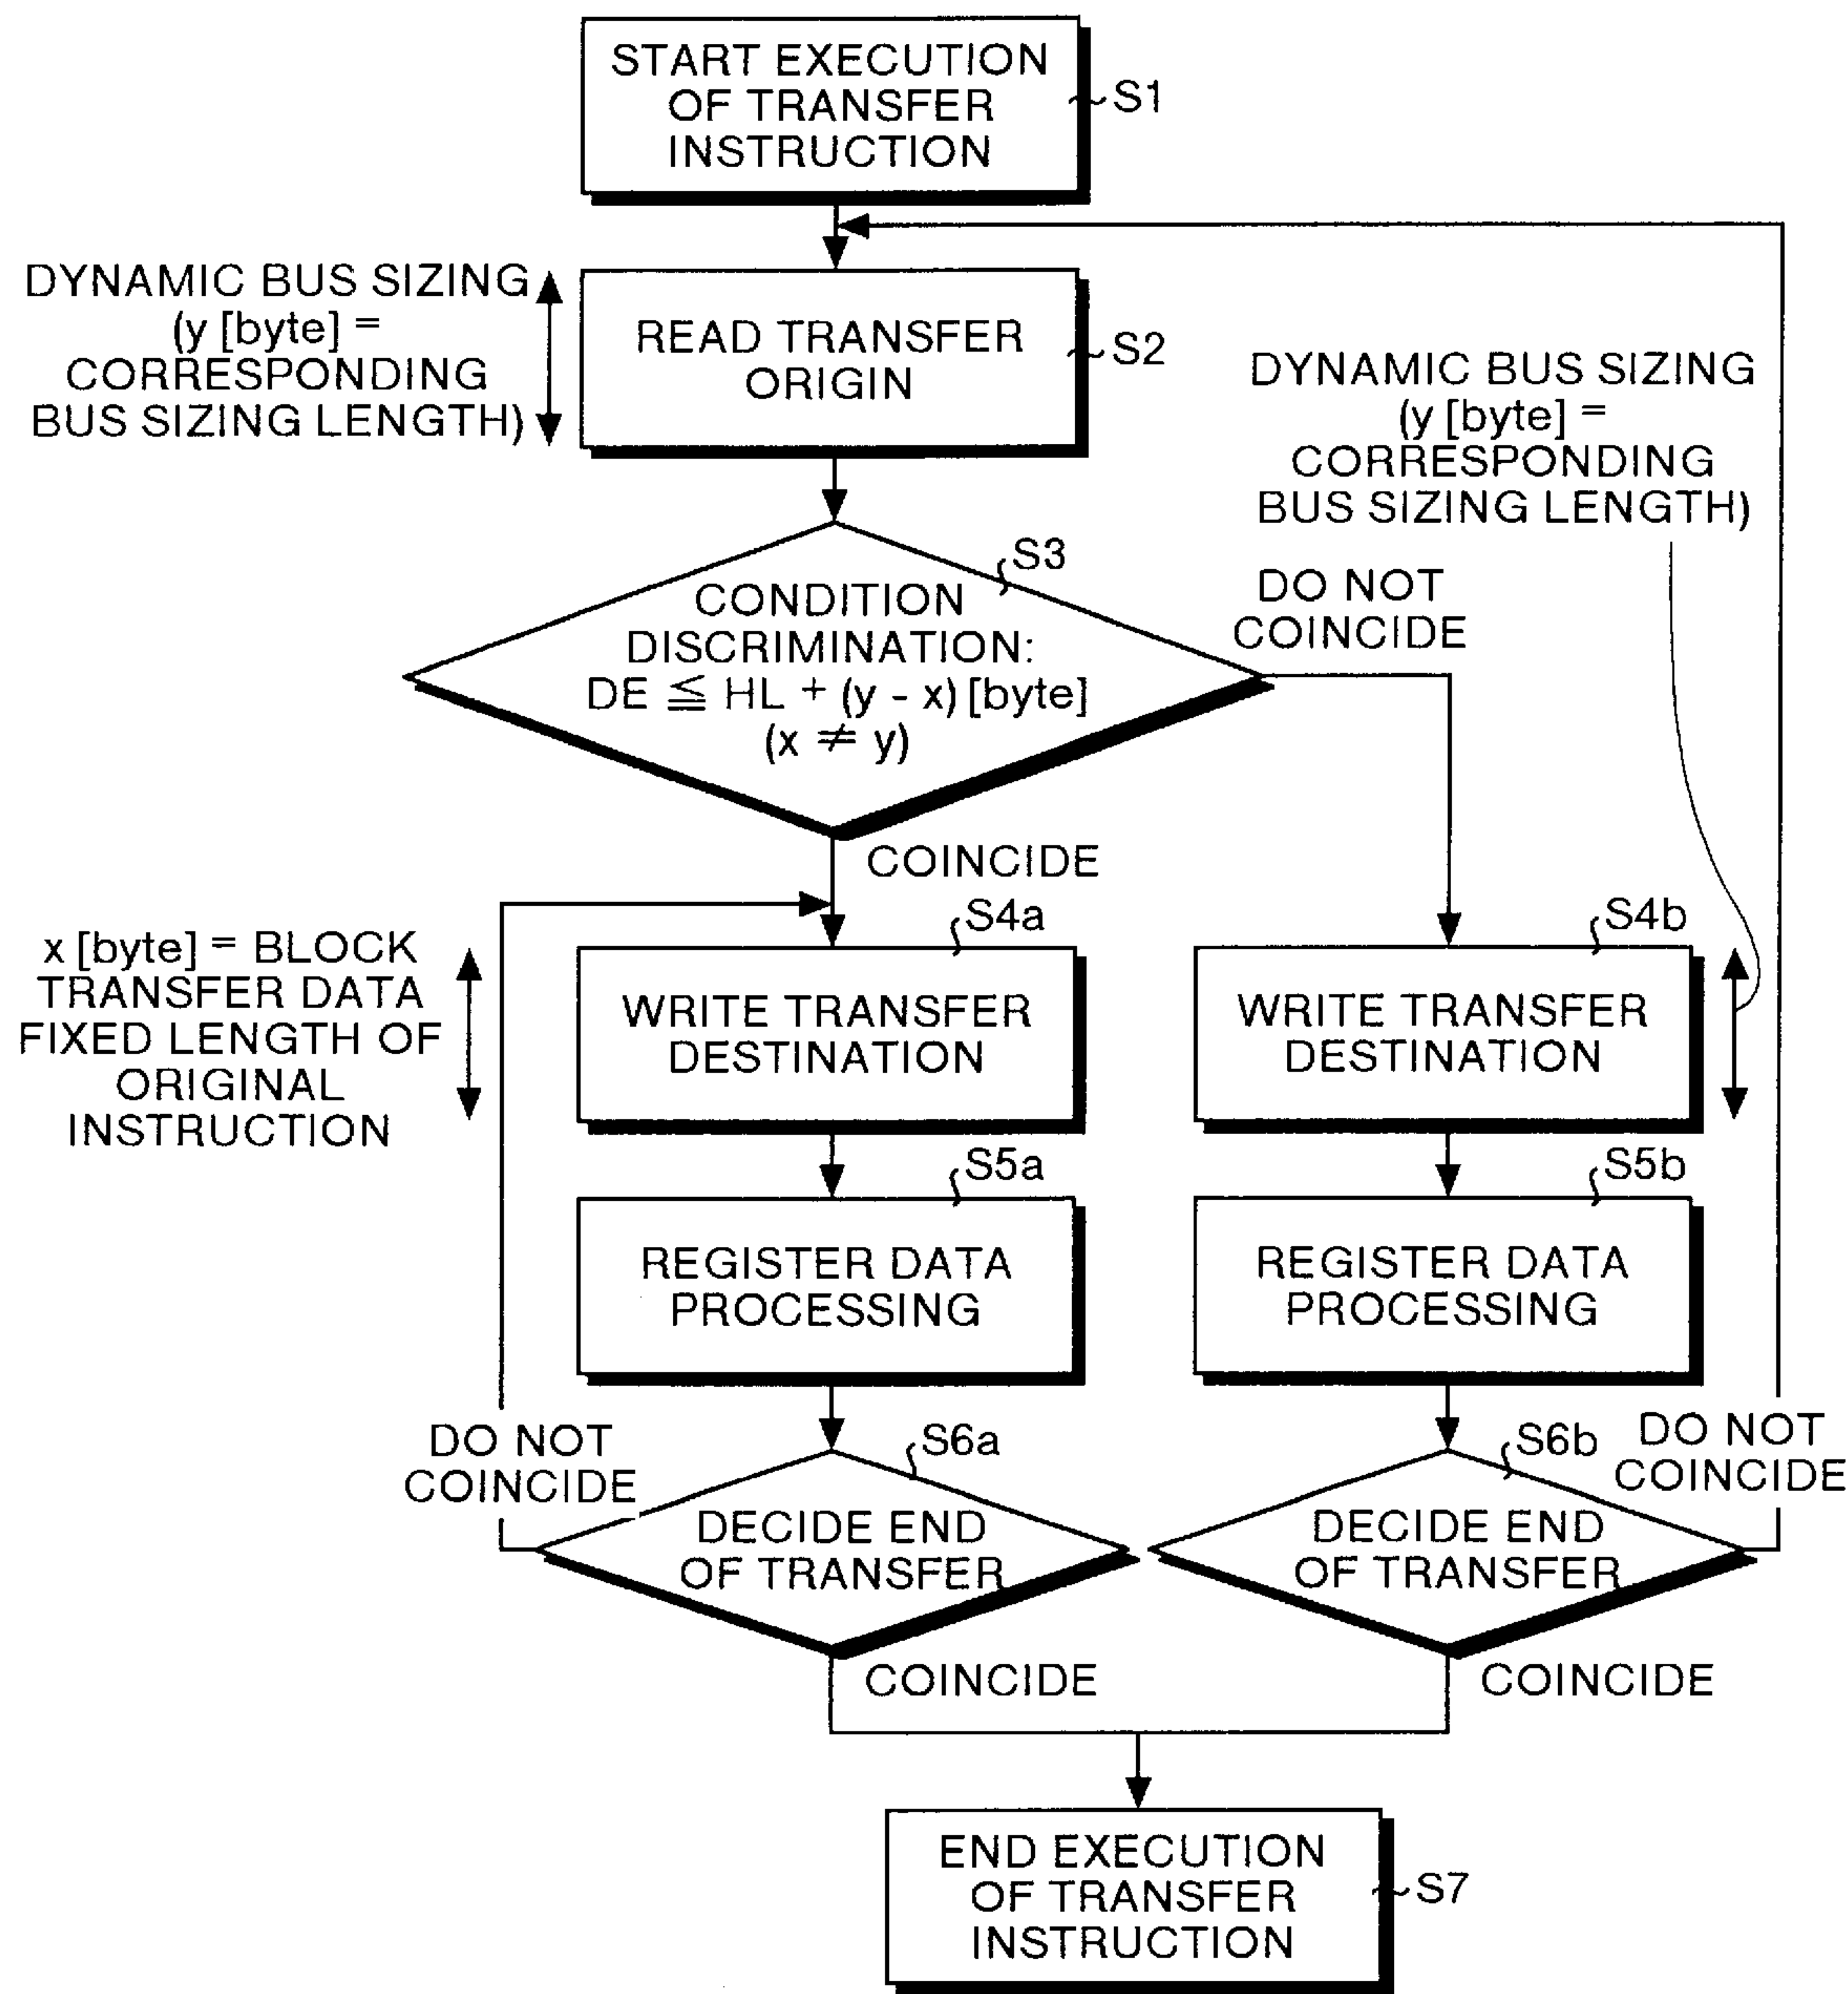 START EXECUTION
OF TRANSFER
INSTRUCTION
S1
DYNAMIC BUS SIZING
(y [byte] =
CORRESPONDING
BUS SIZING LENGTH)
READ TRANSFER
ORIGIN
S2
DYNAMIC BUS SIZING
(y [byte] =
CORRESPONDING
BUS SIZING LENGTH)
S3
CONDITION
DISCRIMINATION:
DE ≦ HL + (y - x) [byte]
(x ≠ y)
DO NOT
COINCIDE
COINCIDE
x [byte] = BLOCK
TRANSFER DATA
FIXED LENGTH OF
ORIGINAL
INSTRUCTION
S4a
WRITE TRANSFER
DESTINATION
S4b
WRITE TRANSFER
DESTINATION
S5a
REGISTER DATA
PROCESSING
S5b
REGISTER DATA
PROCESSING
DO NOT
COINCIDE
S6a
DECIDE END
OF TRANSFER
S6b
DECIDE END
OF TRANSFER
DO NOT
COINCIDE
COINCIDE
COINCIDE
END EXECUTION
OF TRANSFER
INSTRUCTION
S7